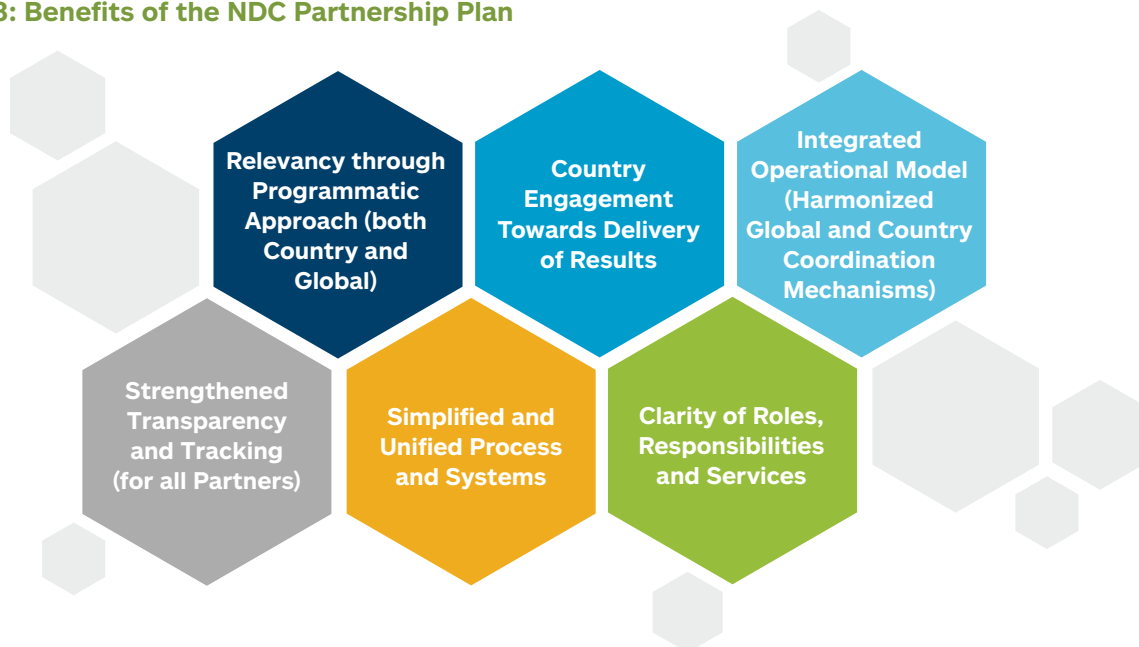 3: Benefits of the NDC Partnership Plan
Relevancy through
Programmatic
Approach (both
Country and
Global)
Country
Engagement
Towards Delivery
of Results
Integrated
Operational Model
(Harmonized
Global and Country
Coordination
Mechanisms)
Strengthened
Transparency
and Tracking
(for all Partners)
Simplified and
Unified Process
and Systems
Clarity of Roles,
Responsibilities
and Services